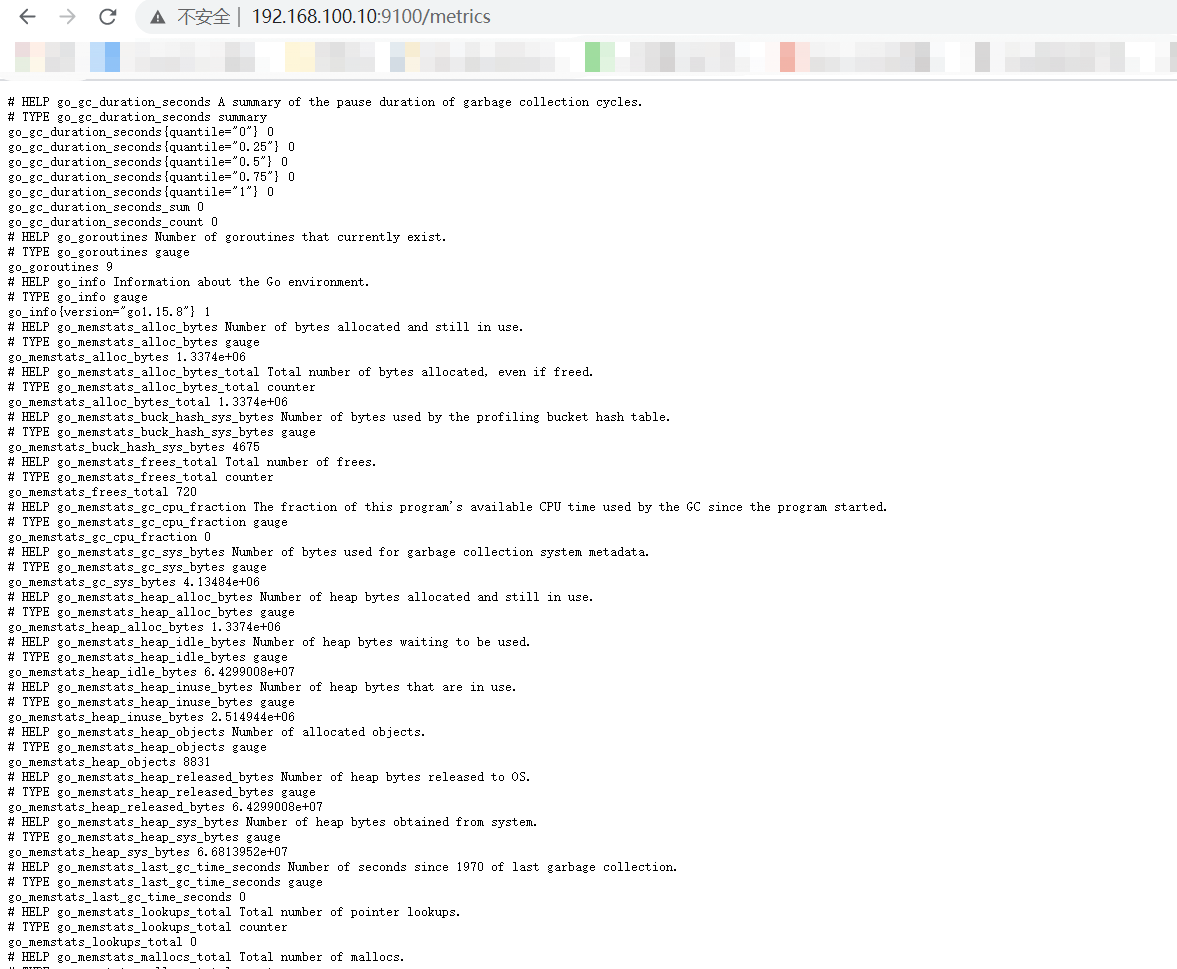 不安全 | 192.168.100.10:9100/metrics
# HELP go_gc_duration_seconds A summary of the pause duration of garbage collection cycles.
# TYPE go_gc_duration_seconds summary
go_gc_duration_seconds{quantile="0"} 0
go_gc_duration_seconds{quantile="0.25"} 0
go_gc_duration_seconds{quantile="0.5"} 0
go_gc_duration_seconds{quantile="0.75"} 0
go_gc_duration_seconds{quantile="1"} 0
go_gc_duration_seconds_sum 0
go_gc_duration_seconds_count 0
# HELP go_goroutines Number of goroutines that currently exist.
# TYPE go_goroutines gauge
go_goroutines 9
# HELP go_info Information about the Go environment.
# TYPE go_info gauge
go_info{version="go1.15.8"} 1
# HELP go_memstats_alloc_bytes Number of bytes allocated and still in use.
# TYPE go_memstats_alloc_bytes gauge
go_memstats_alloc_bytes 1.3374e+06
# HELP go_memstats_alloc_bytes_total Total number of bytes allocated, even if freed.
# TYPE go_memstats_alloc_bytes_total counter
go_memstats_alloc_bytes_total 1.3374e+06
# HELP go_memstats_buck_hash_sys_bytes Number of bytes used by the profiling bucket hash table.
# TYPE go_memstats_buck_hash_sys_bytes gauge
go_memstats_buck_hash_sys_bytes 4675
# HELP go_memstats_frees_total Total number of frees.
# TYPE go_memstats_frees_total counter
go_memstats_frees_total 720
# HELP go_memstats_gc_cpu_fraction The fraction of this program's available CPU time used by the GC since the program started.
# TYPE go_memstats_gc_cpu_fraction gauge
go_memstats_gc_cpu_fraction 0
# HELP go_memstats_gc_sys_bytes Number of bytes used for garbage collection system metadata.
# TYPE go_memstats_gc_sys_bytes gauge
go_memstats_gc_sys_bytes 4.13484e+06
# HELP go_memstats_heap_alloc_bytes Number of heap bytes allocated and still in use.
# TYPE go_memstats_heap_alloc_bytes gauge
go_memstats_heap_alloc_bytes 1.3374e+06
# HELP go_memstats_heap_idle_bytes Number of heap bytes waiting to be used.
# TYPE go_memstats_heap_idle_bytes gauge
go_memstats_heap_idle_bytes 6.4299008e+07
# HELP go_memstats_heap_inuse_bytes Number of heap bytes that are in use.
# TYPE go_memstats_heap_inuse_bytes gauge
go_memstats_heap_inuse_bytes 2.514944e+06
# HELP go_memstats_heap_objects Number of allocated objects.
# TYPE go_memstats_heap_objects gauge
go_memstats_heap_objects 8831
# HELP go_memstats_heap_released_bytes Number of heap bytes released to OS.
# TYPE go_memstats_heap_released_bytes gauge
go_memstats_heap_released_bytes 6.4299008e+07
# HELP go_memstats_heap_sys_bytes Number of heap bytes obtained from system.
# TYPE go_memstats_heap_sys_bytes gauge
go_memstats_heap_sys_bytes 6.6813952e+07
# HELP go_memstats_last_gc_time_seconds Number of seconds since 1970 of last garbage collection.
# TYPE go_memstats_last_gc_time_seconds gauge
go_memstats_last_gc_time_seconds 0
# HELP go_memstats_lookups_total Total number of pointer lookups.
# TYPE go_memstats_lookups_total counter
go_memstats_lookups_total 0
# HELP go_memstats_mallocs_total Total number of mallocs.